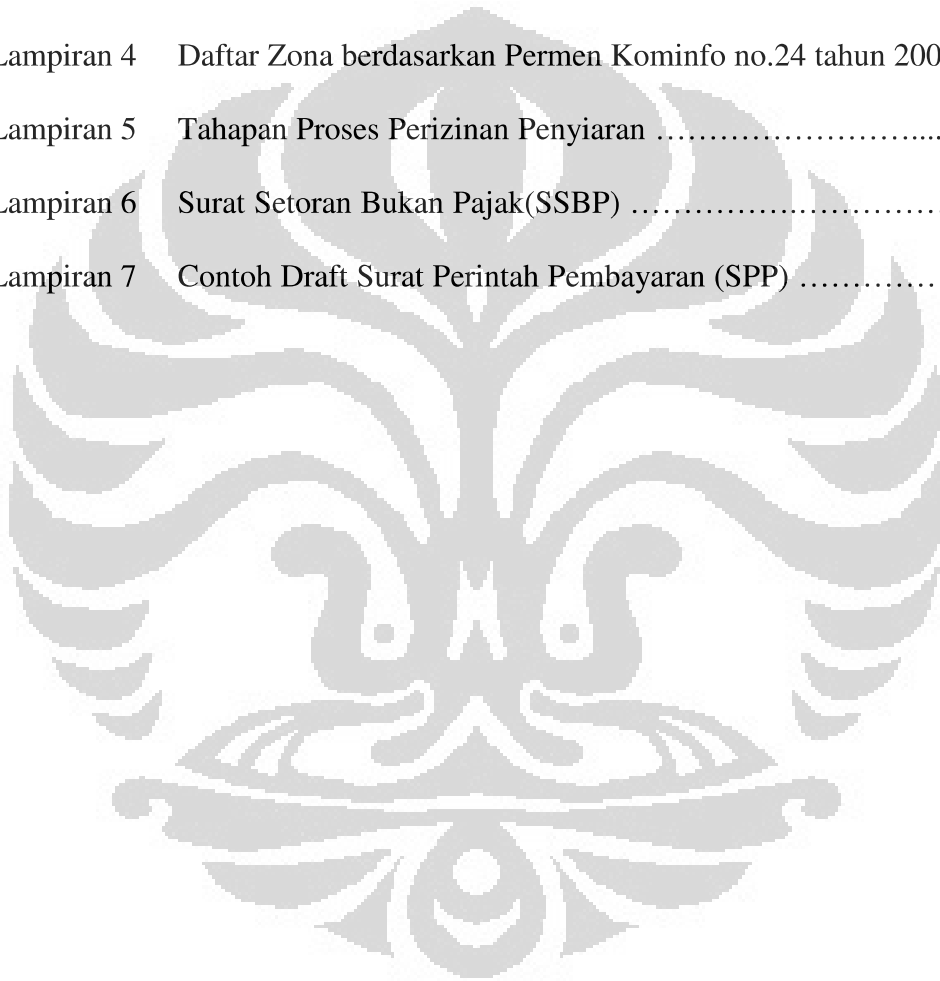 Lampiran 4 Daftar Zona berdasarkan Permen Kominfo no.24 tahun 200
Lampiran 5 Tahapan Proses Perizinan Penyiaran ……………………....
Lampiran 6 Surat Setoran Bukan Pajak(SSBP) …………….…………
Lampiran 7 Contoh Draft Surat Perintah Pembayaran (SPP) ………….